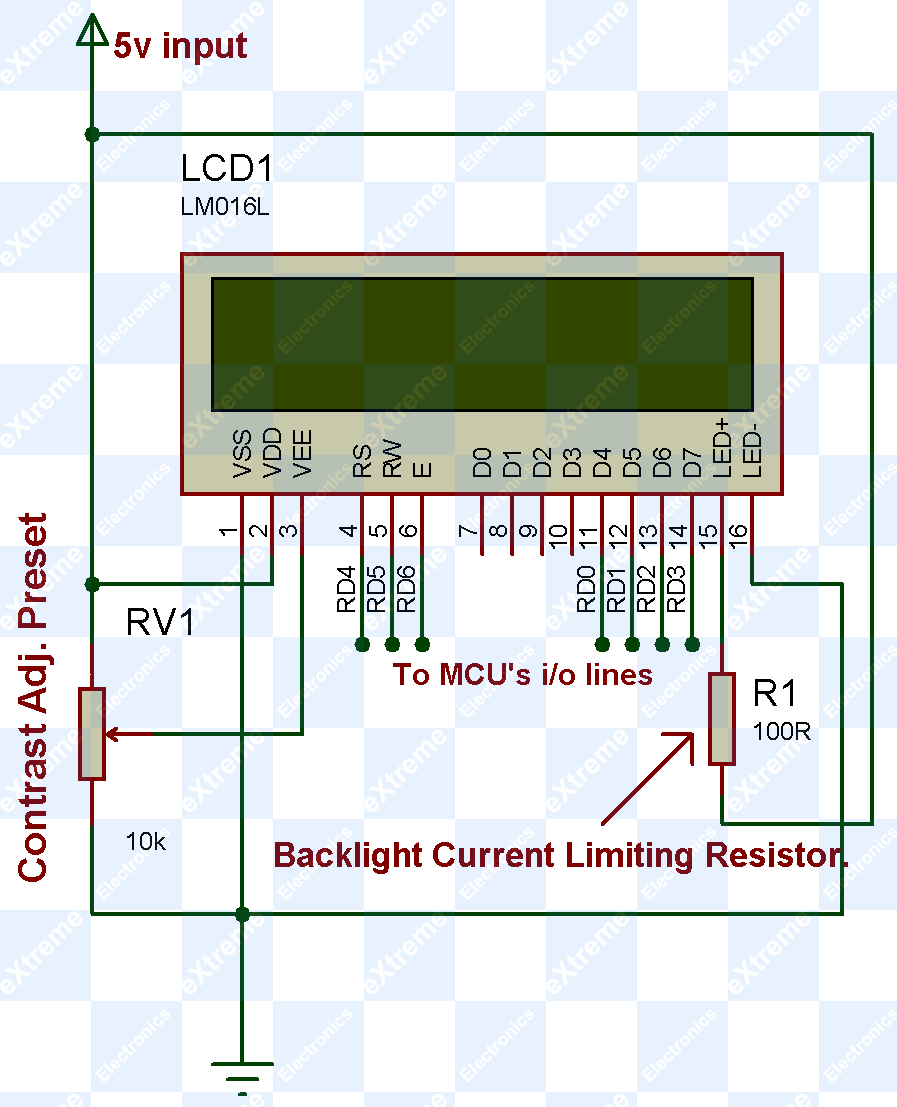 5v input
LCD1
LM016L
VSS
VDD
VEE
RS
RW
E
D0
D1
D2
D3
D4
D5
D6
D7
LED+
LED-
1
2
3
4
5
6
7
8
9
10
11
12
13
14
15
16
RD4
RD5
RD6
RD0
RD1
RD2
RD3
To MCU's i/o lines
Contrast Adj. Preset
RV1
10k
R1
100R
Backlight Current Limiting Resistor.
eXtreme
Electronics